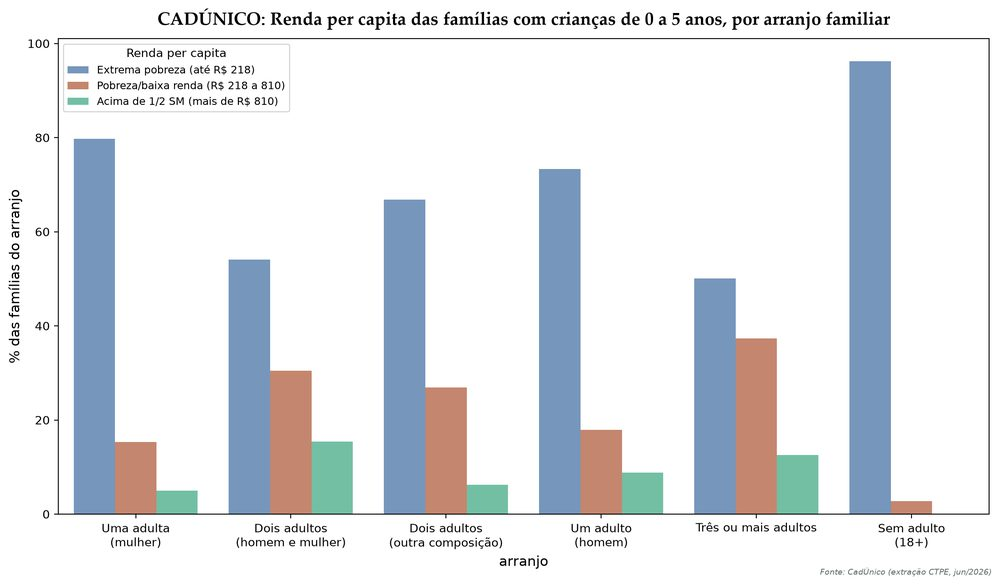 CADÚNICO: Renda per capita das famílias com crianças de 0 a 5 anos, por arranjo familiar
Renda per capita
Extrema pobreza (até R$ 218)
Pobreza/baixa renda (R$ 218 a 810)
Acima de 1/2 SM (mais de R$ 810)
% das famílias do arranjo
100
80
60
40
20
0
Uma adulta
(mulher)
Dois adultos
(homem e mulher)
Dois adultos
(outra composição)
Um adulto
(homem)
Três ou mais adultos
Sem adulto
(18+)
arranjo
Fonte: CadÚnico (extração CTPE, jun/2026)